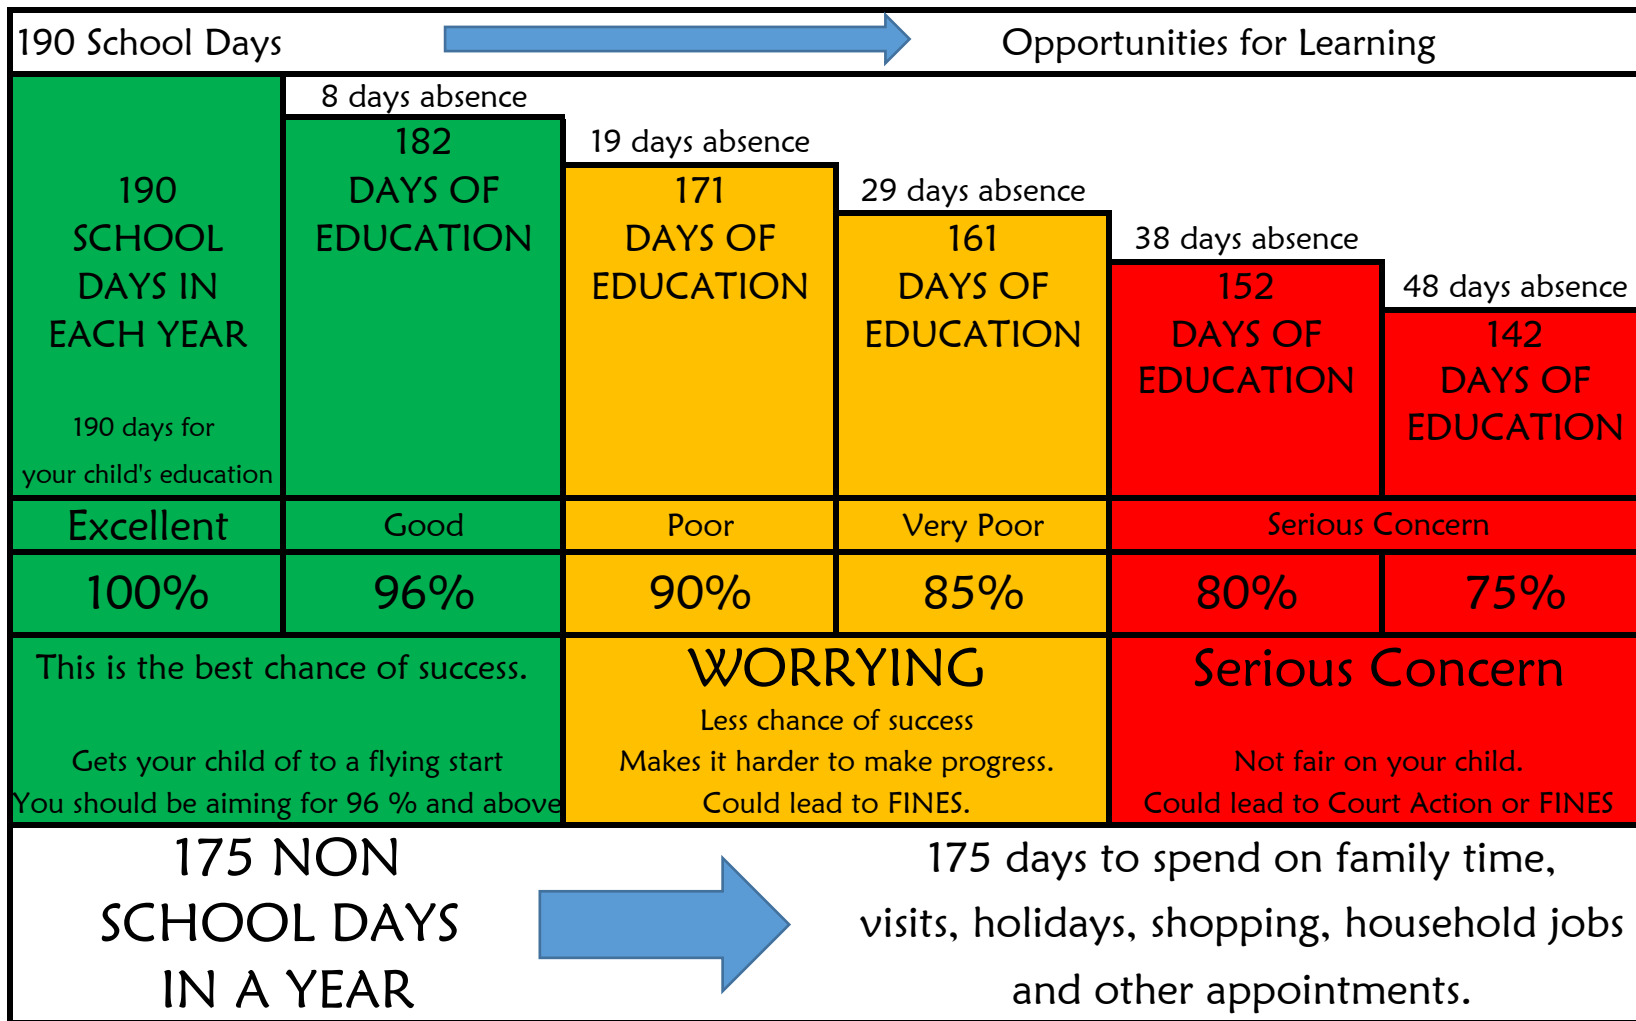 190 School Days
Opportunities for Learning
190
SCHOOL
DAYS IN
EACH YEAR
190 days for
your child's education
8 days absence
182
DAYS OF
EDUCATION
19 days absence
171
DAYS OF
EDUCATION
29 days absence
161
DAYS OF
EDUCATION
38 days absence
152
DAYS OF
EDUCATION
48 days absence
142
DAYS OF
EDUCATION
Excellent
Good
Poor
Very Poor
Serious Concern
100%
96%
90%
85%
80%
75%
This is the best chance of success.
Gets your child of to a flying start
You should be aiming for 96 % and above
WORRYING
Less chance of success
Makes it harder to make progress.
Could lead to FINES.
Serious Concern
Not fair on your child.
Could lead to Court Action or FINES
175 NON
SCHOOL DAYS
IN A YEAR
175 days to spend on family time,
visits, holidays, shopping, household jobs
and other appointments.